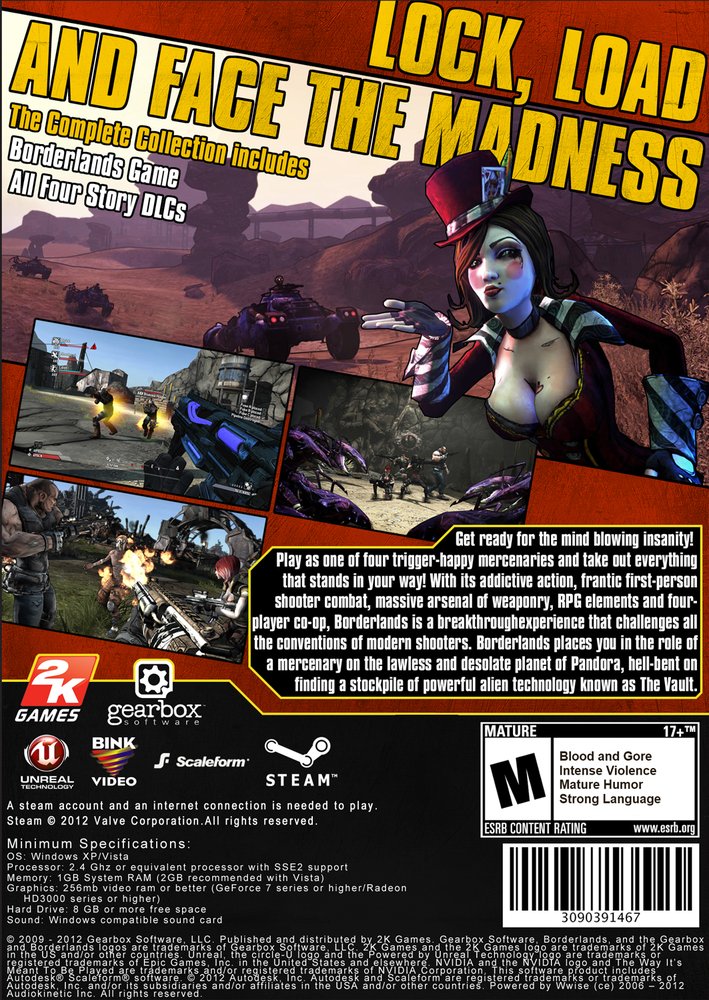 LOCK, LOAD
AND FACE THE MADNESS
The Complete Collection includes
Borderlands Game
All Four Story DLCs
Get ready for the mind blowing insanity!
Play as one of four trigger-happy mercenaries and take out everything
that stands in your way! With its addictive action, frantic first-person
shooter combat, massive arsenal of weaponry, RPG elements and four-
player co-op, Borderlands is a breakthroughexperience that challenges all
the conventions of modern shooters. Borderlands places you in the role of
a mercenary on the lawless and desolate planet of Pandora, hell-bent on
finding a stockpile of powerful alien technology known as The Vault.
2K
GAMES
gearbox
software
UNREAL
TECHNOLOGY
BINK
VIDEO
Scaleform
STEAM™
A steam account and an internet connection is needed to play.
Steam © 2012 Valve Corporation.All rights reserved.
MATURE 17+™
M
Blood and Gore
Intense Violence
Mature Humor
Strong Language
ESRB CONTENT RATING www.esrb.org
Minimum Specifications:
OS: Windows XP/Vista
Processor: 2.4 Ghz or equivalent processor with SSE2 support
Memory: 1GB System RAM (2GB recommended with Vista)
Graphics: 256mb video ram or better (GeForce 7 series or higher/Radeon
HD3000 series or higher)
Hard Drive: 8 GB or more free space
Sound: Windows compatible sound card
3090391467
© 2009 - 2012 Gearbox Software, LLC. Published and distributed by 2K Games. Gearbox Software, Borderlands, and the Gearbox
and Borderlands logos are trademarks of Gearbox Software, LLC. 2K Games and the 2K Games logo are trademarks of 2K Games
in the US and/or other countries. Unreal, the circle-U logo and the Powered by Unreal Technology logo are trademarks or
registered trademarks of Epic Games, Inc. in the United States and elsewhere. NVIDIA and the NVIDIA logo and The Way It's
Meant To Be Played are trademarks and/or registered trademarks of NVIDIA Corporation. This software product includes
Autodesk® Scaleform® software. © 2012 Autodesk, Inc. Autodesk and Scaleform are registered trademarks or trademarks of
Autodesk, Inc. and/or its subsidiaries and/or affiliates in the USA and/or other countries. Powered by Wwise (ce) 2006 – 2012
Audiokinetic Inc. All rights reserved.